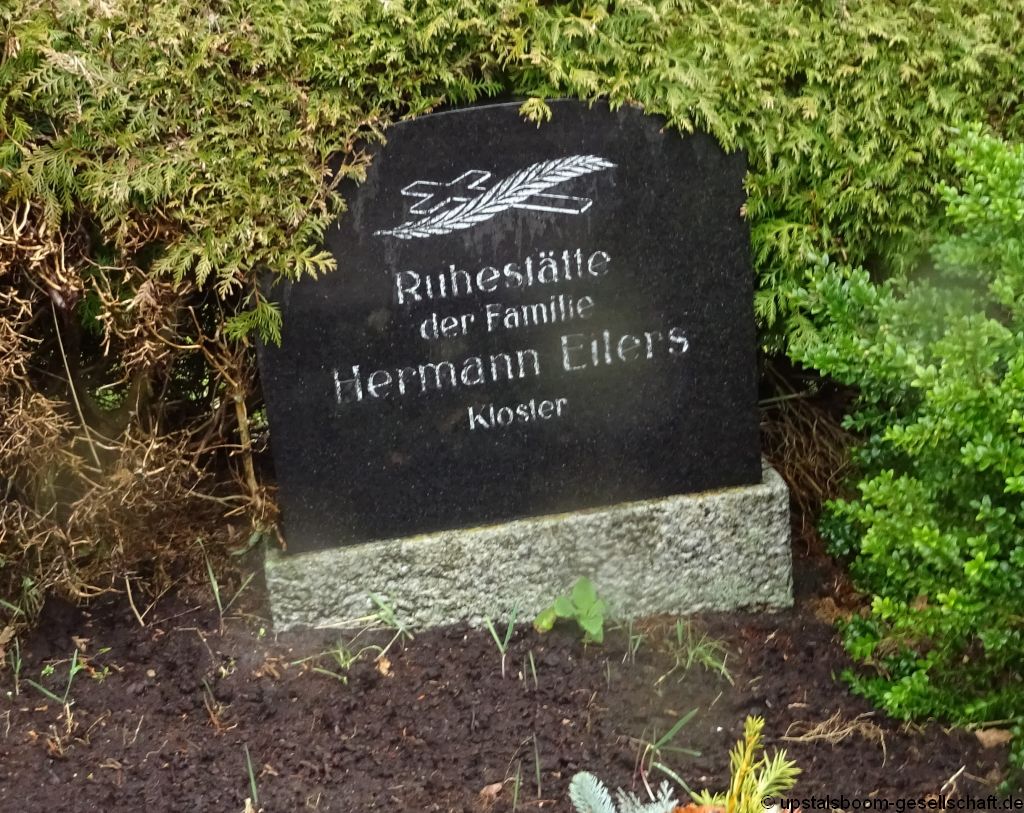 Ruhestätte
der Familie
Hermann Eilers
Kloster
© upstalsboom-gesellschaft.de